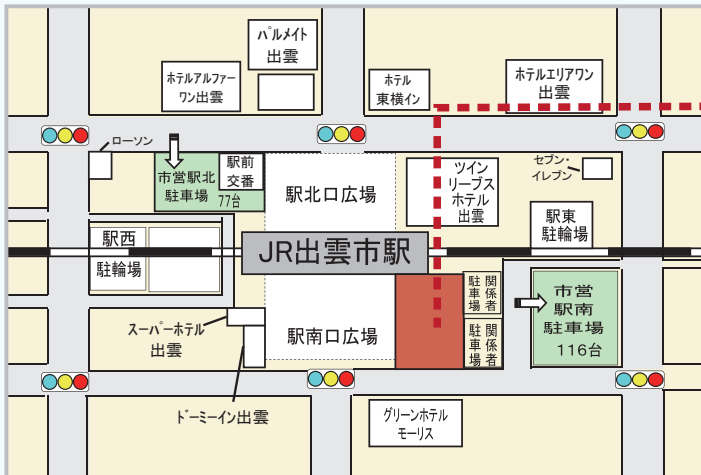 パルメイト
出雲
ホテルアルファー
ワン出雲
ホテル
東横イン
ホテルエリアワン
出雲
ローソン
市営駅北
駐車場
77台
駅前
交番
駅北口広場
ツイン
リーブス
ホテル
出雲
セブン・
イレブン
駅東
駐輪場
駅西
駐輪場
JR出雲市駅
関係者
駐車場
関係者
駐車場
市営
駅南
駐車場
116台
スーパーホテル
出雲
駅南口広場
ドーミーイン出雲
グリーンホテル
モーリス